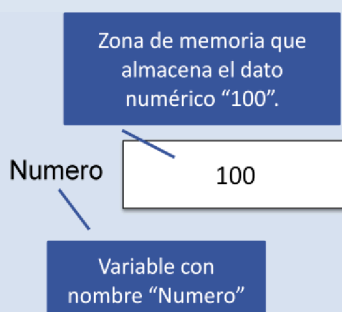 Zona de memoria que
almacena el dato
numérico “100”.
Numero
100
Variable con
nombre “Numero”